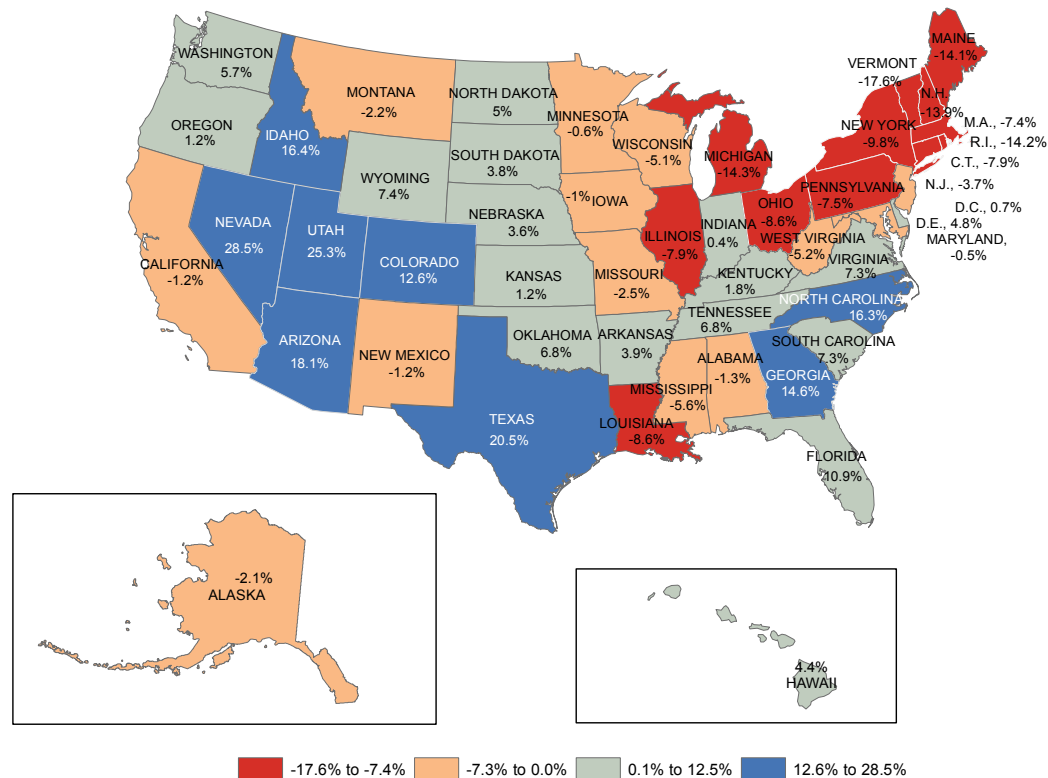 WASHINGTON
5.7%
OREGON
1.2%
CALIFORNIA
-1.2%
IDAHO
16.4%
NEVADA
28.5%
UTAH
25.3%
ARIZONA
18.1%
MONTANA
-2.2%
WYOMING
7.4%
COLORADO
12.6%
NEW MEXICO
-1.2%
NORTH DAKOTA
5%
SOUTH DAKOTA
3.8%
NEBRASKA
3.6%
KANSAS
1.2%
OKLAHOMA
6.8%
TEXAS
20.5%
MINNESOTA
-0.6%
-1% IOWA
MISSOURI
-2.5%
ARKANSAS
3.9%
LOUISIANA
-8.6%
WISCONSIN
-5.1%
ILLINOIS
-7.9%
MICHIGAN
-14.3%
INDIANA
0.4%
OHIO
-8.6%
KENTUCKY
1.8%
TENNESSEE
6.8%
MISSISSIPPI
-5.6%
ALABAMA
-1.3%
GEORGIA
14.6%
FLORIDA
10.9%
SOUTH CAROLINA
7.3%
NORTH CAROLINA
16.3%
VIRGINIA
7.3%
WEST VIRGINIA
-5.2%
PENNSYLVANIA
-7.5%
NEW YORK
-9.8%
VERMONT
-17.6%
N.H.
-13.9%
MAINE
-14.1%
M.A., -7.4%
R.I., -14.2%
C.T., -7.9%
N.J., -3.7%
D.C., 0.7%
D.E., 4.8%
MARYLAND,
-0.5%
-2.1%
ALASKA
4.4%
HAWAII
-17.6% to -7.4%
-7.3% to 0.0%
0.1% to 12.5%
12.6% to 28.5%